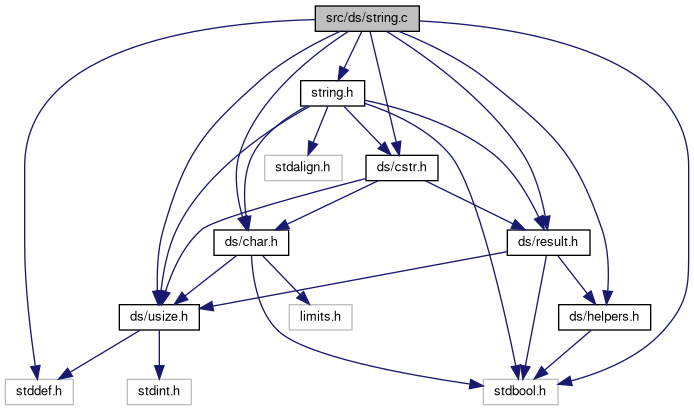 src/ds/string.c
string.h
stdalign.h
ds/cstr.h
ds/char.h
ds/result.h
ds/usize.h
limits.h
ds/helpers.h
stddef.h
stdint.h
stdbool.h